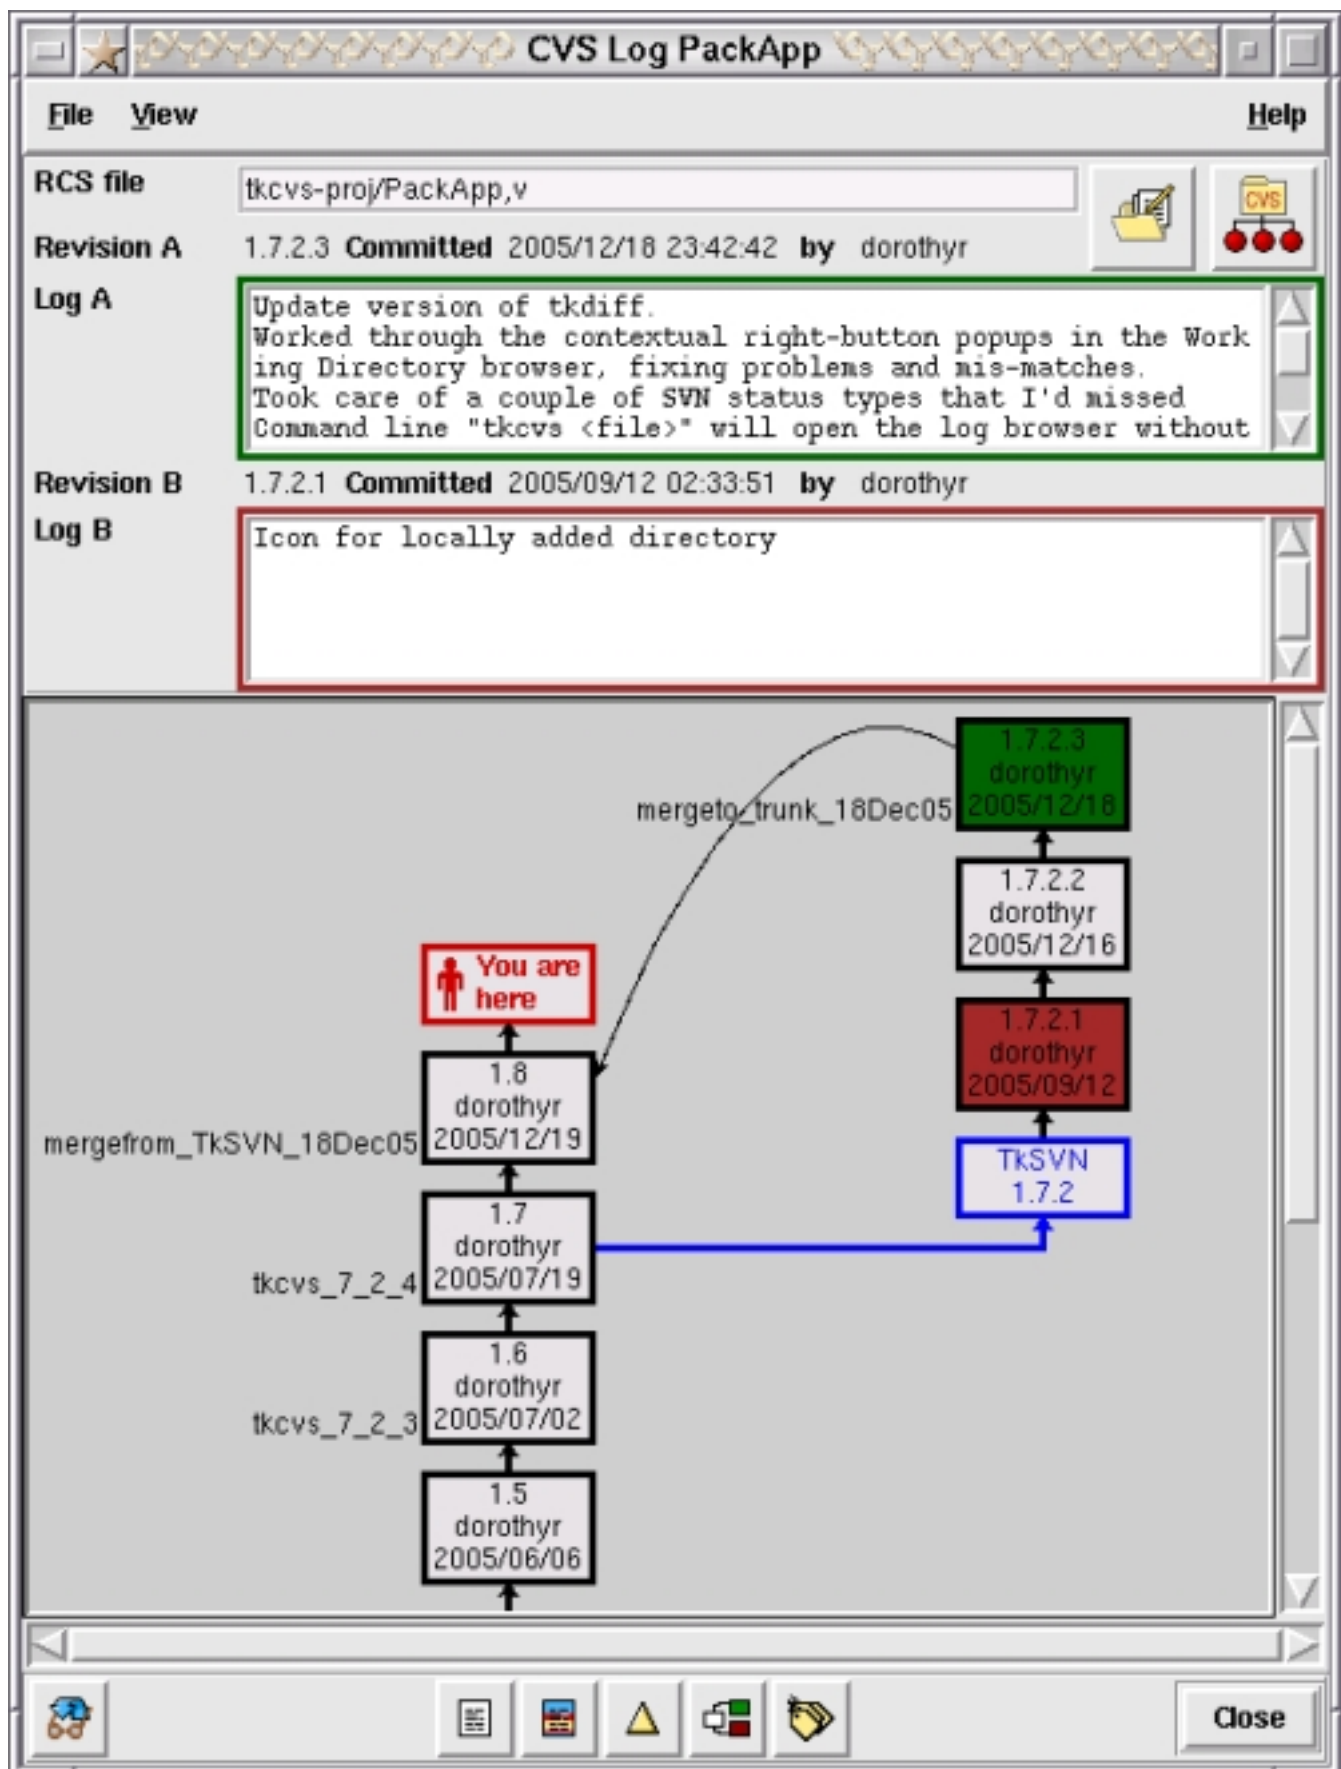 CVS Log PackApp
File View Help
RCS file tkcvs-proj/PackApp,v
CVS
Revision A 1.7.2.3 Committed 2005/12/18 23:42:42 by dorothyr
Log A
Update version of tkdiff.
Worked through the contextual right-button popups in the Work
ing Directory browser, fixing problems and mis-matches.
Took care of a couple of SVN status types that I'd missed
Command line "tkcvs <file>" will open the log browser without
Revision B 1.7.2.1 Committed 2005/09/12 02:33:51 by dorothyr
Log B
Icon for locally added directory
1.7.2.3
dorothyr
2005/12/18
mergeto_trunk_18Dec05
1.7.2.2
dorothyr
2005/12/16
You are
here
1.7.2.1
dorothyr
2005/09/12
1.8
dorothyr
2005/12/19
mergefrom_TkSVN_18Dec05
TkSVN
1.7.2
1.7
dorothyr
2005/07/19
tkcvs_7_2_4
1.6
dorothyr
2005/07/02
tkcvs_7_2_3
1.5
dorothyr
2005/06/06
Close